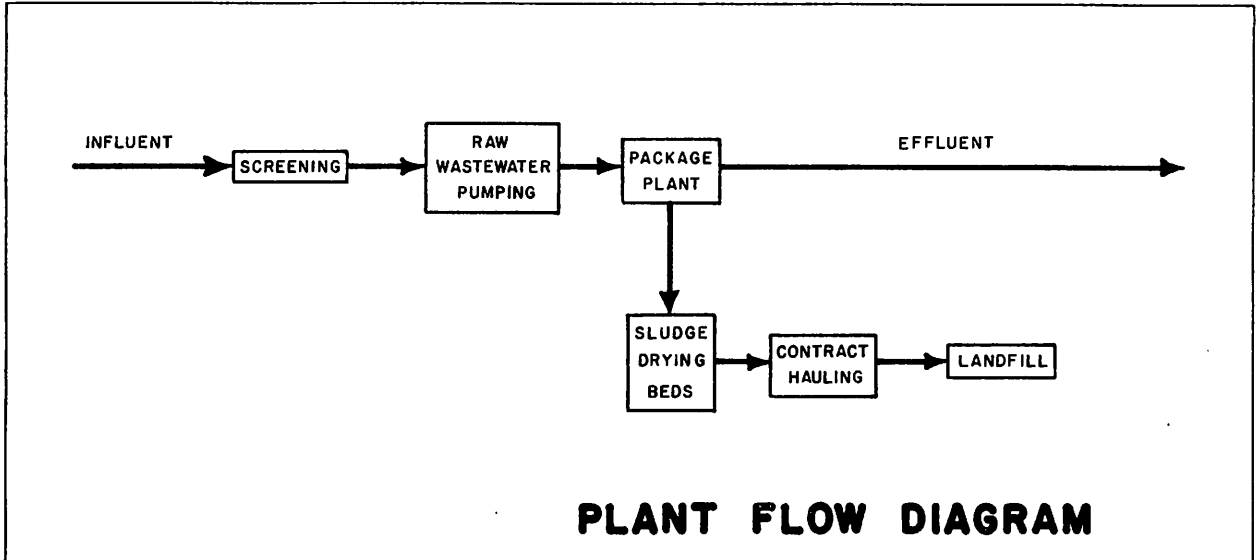 INFLUENT
SCREENING
RAW
WASTEWATER
PUMPING
PACKAGE
PLANT
EFFLUENT
SLUDGE
DRYING
BEDS
CONTRACT
HAULING
LANDFILL
PLANT FLOW DIAGRAM